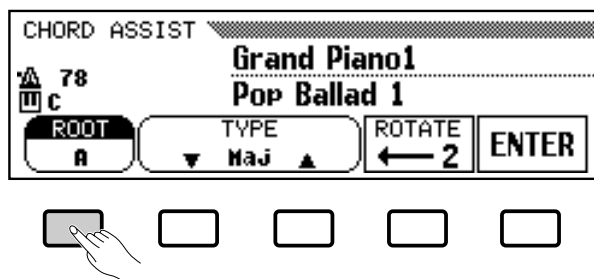 CHORD ASSIST
Grand Piano1
78
C
Pop Ballad 1
ROOT TYPE ROTATE
A ▼ Maj ▲ ← 2 ENTER